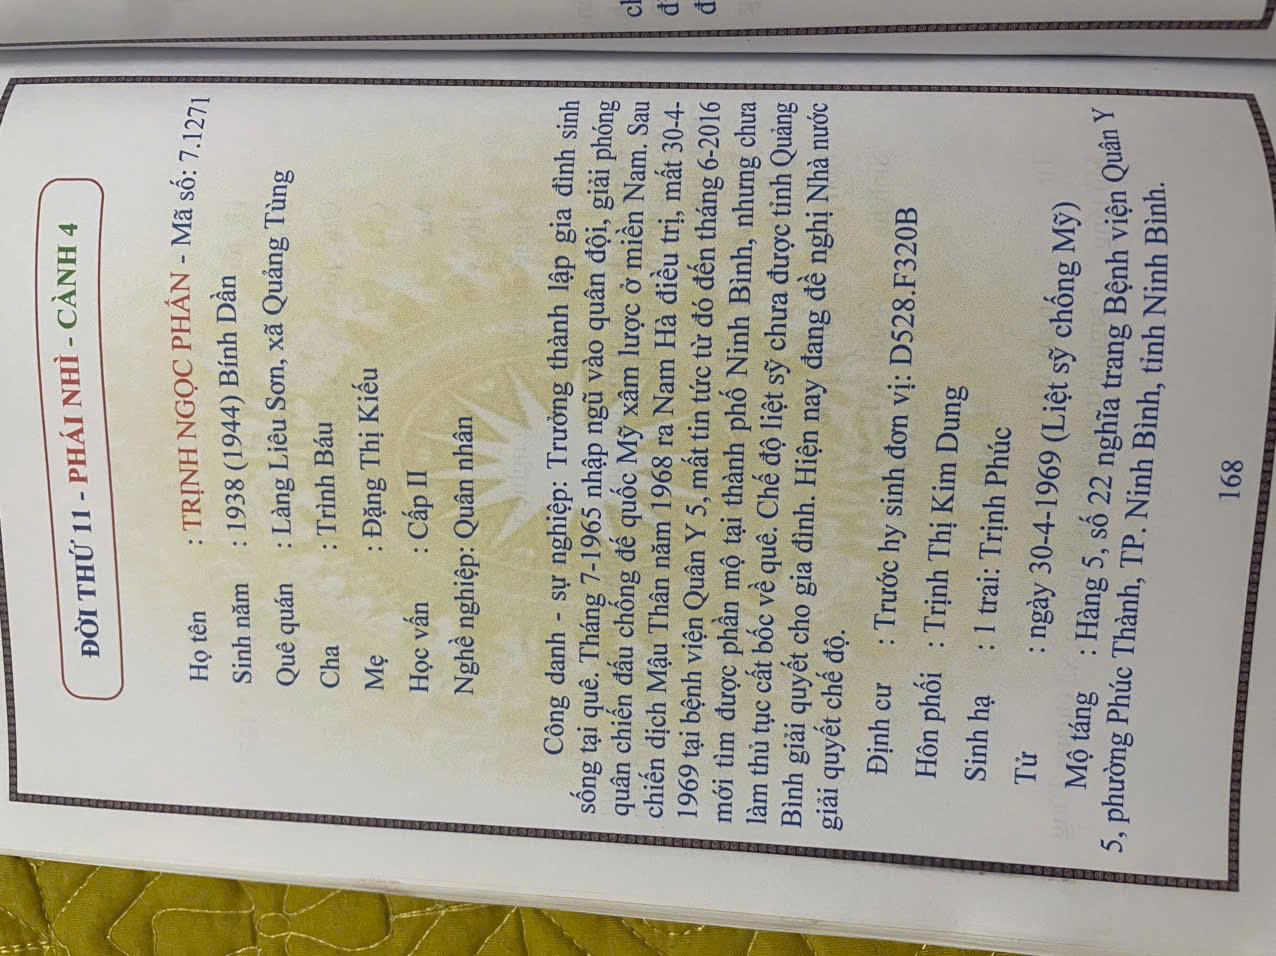 ĐỜI THỨ 11 - PHÁI NHÌ - CÀNH 4
Họ tên : TRỊNH NGỌC PHÁN - Mã số: 7.1271
Sinh năm : 1938 (1944) Bính Dần
Quê quán : Làng Liêu Sơn, xã Quảng Tùng
Cha : Trình Báu
Mẹ : Đặng Thị Kiếu
Học vấn : Cấp II
Nghề nghiệp: Quân nhân
Công danh - sự nghiệp: Trưởng thành lập gia đình sinh
sống tại quê. Tháng 7-1965 nhập ngũ vào quân đội, giải phóng
quân chiến đấu chống đế quốc Mỹ xâm lược ở miền Nam. Sau
chiến dịch Mậu Thân năm 1968 ra Nam Hà điều trị, mất 30-4-
1969 tại bệnh viện Quân Y 5, mất tin tức từ đó đến tháng 6-2016
mới tìm được phần mộ tại thành phố Ninh Bình, nhưng chưa
làm thủ tục cất bốc về quê. Chế độ liệt sỹ chưa được tỉnh Quảng
Bình giải quyết cho gia đình. Hiện nay đang đề nghị Nhà nước
giải quyết chế độ.
Định cư : Trước hy sinh đơn vị: D528.F320B
Hôn phối : Trịnh Thị Kim Dung
Sinh hạ : 1 trai: Trịnh Phúc
Tử : ngày 30-4-1969 (Liệt sỹ chống Mỹ)
Mộ táng : Hàng 5, số 22 nghĩa trang Bệnh viện Quân Y
5, phường Phúc Thành, TP. Ninh Bình, tỉnh Ninh Bình.
168